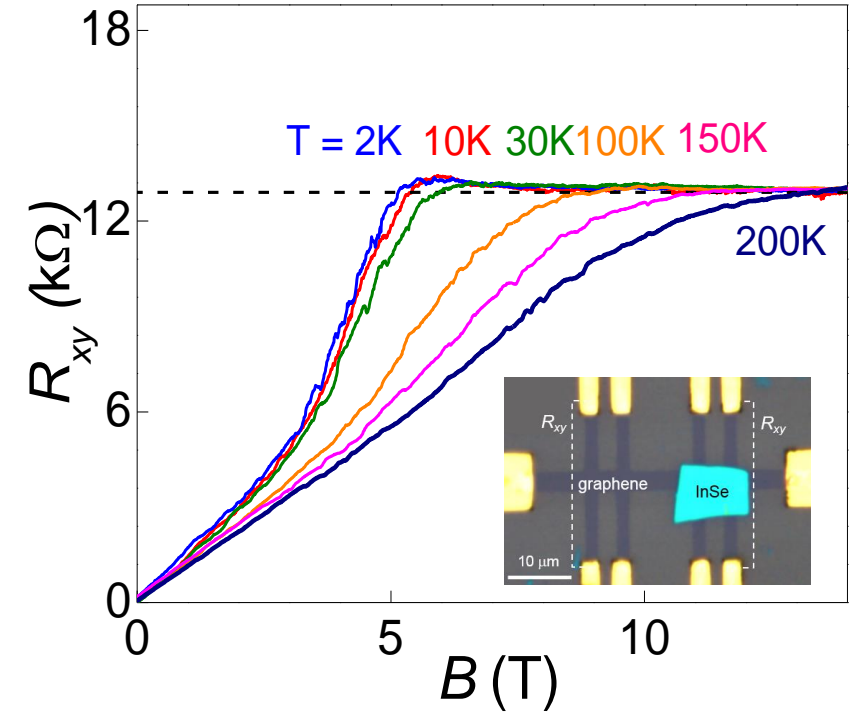 18
12
6
0
R_xy (kΩ)
T = 2K 10K 30K 100K 150K
200K
R_xy
R_xy
graphene
InSe
10 μm
0 5 10
B (T)